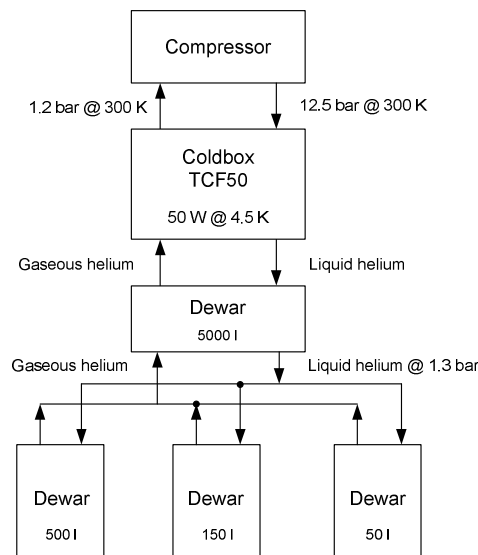 Compressor
1.2 bar @ 300 K
12.5 bar @ 300 K
Coldbox
TCF50
50 W @ 4.5 K
Gaseous helium
Liquid helium
Dewar
5000 l
Gaseous helium
Liquid helium @ 1.3 bar
Dewar
Dewar
Dewar
500 l
150 l
50 l